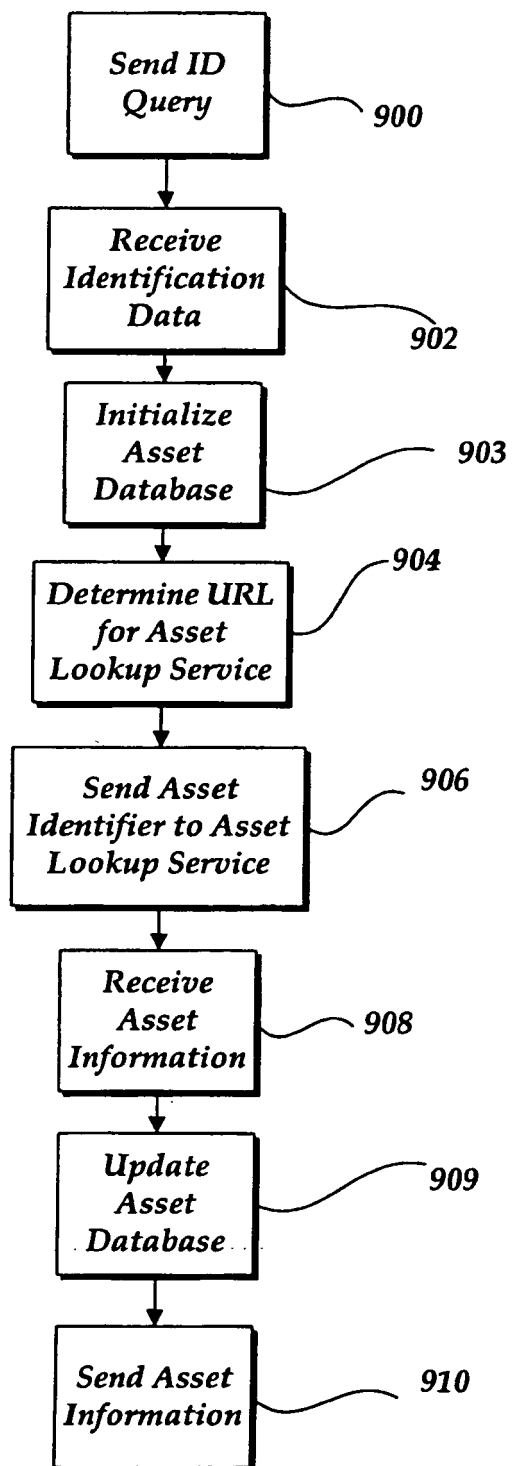 Send ID
Query
900
Receive
Identification
Data
902
Initialize
Asset
Database
903
904
Determine URL
for Asset
Lookup Service
906
Send Asset
Identifier to Asset
Lookup Service
Receive
Asset
Information
908
Update
Asset
Database
909
Send Asset
Information
910